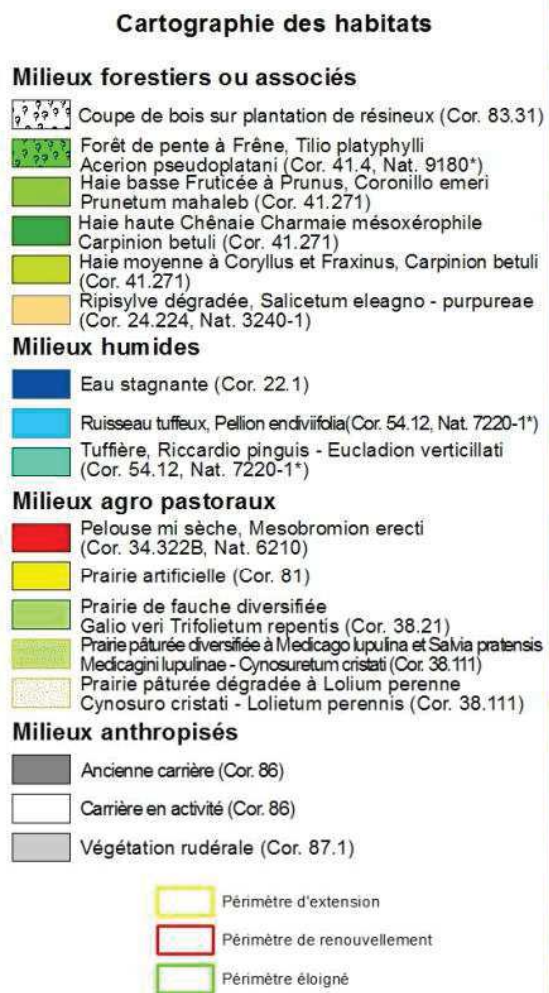 Cartographie des habitats
Milieux forestiers ou associés
Coupe de bois sur plantation de résineux (Cor. 83.31)
Forêt de pente à Frêne, Tilio platyphylli
Acerion pseudoplatani (Cor. 41.4, Nat. 9180*)
Haie basse Fruticée à Prunus, Coronillo emeri
Prunetum mahaleb (Cor. 41.271)
Haie haute Chênaie Charmaie mésoxérophile
Carpinion betuli (Cor. 41.271)
Haie moyenne à Coryllus et Fraxinus, Carpinion betuli
(Cor. 41.271)
Ripisylve dégradée, Salicetum eleagno - purpureae
(Cor. 24.224, Nat. 3240-1)
Milieux humides
Eau stagnante (Cor. 22.1)
Ruisseau tuffeux, Pellion endiviifolia(Cor. 54.12, Nat. 7220-1*)
Tuffière, Riccardio pinguis - Eucladion verticillati
(Cor. 54.12, Nat. 7220-1*)
Milieux agro pastoraux
Pelouse mi sèche, Mesobromion erecti
(Cor. 34.322B, Nat. 6210)
Prairie artificielle (Cor. 81)
Prairie de fauche diversifiée
Galio veri Trifolietum repentis (Cor. 38.21)
Prairie pâturée diversifiée à Medicago lupulina et Salvia pratensis
Medicagini lupulinae - Cynosuretum cristati (Cor. 38.111)
Prairie pâturée dégradée à Lolium perenne
Cynosuro cristati - Lolietum perennis (Cor. 38.111)
Milieux anthropisés
Ancienne carrière (Cor. 86)
Carrière en activité (Cor. 86)
Végétation rudérale (Cor. 87.1)
Périmètre d'extension
Périmètre de renouvellement
Périmètre éloigné